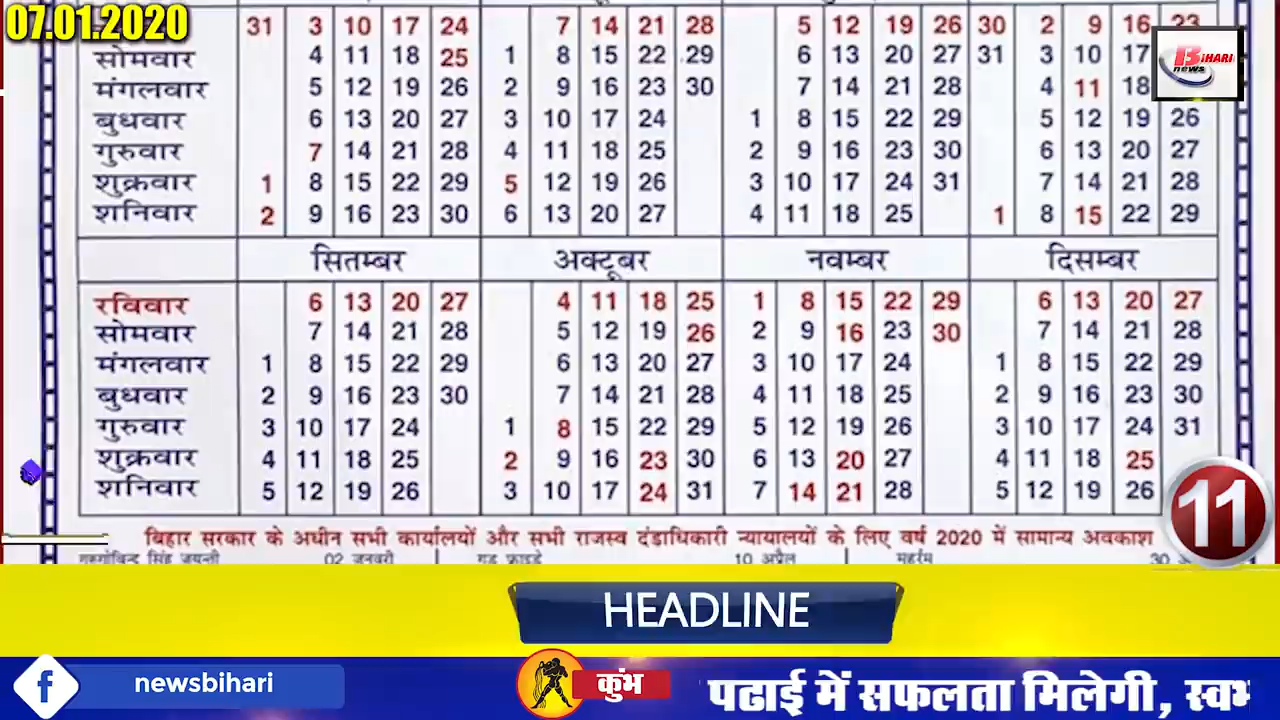 07.01.2020
31 3 10 17 24 7 14 21 28 5 12 19 26 30 2 9 16 23
सोमवार 4 11 18 25 1 8 15 22 29 6 13 20 27 31 3 10 17
मंगलवार 5 12 19 26 2 9 16 23 30 7 14 21 28 4 11 18
बुधवार 6 13 20 27 3 10 17 24 1 8 15 22 29 5 12 19 26
गुरुवार 7 14 21 28 4 11 18 25 2 9 16 23 30 6 13 20 27
शुक्रवार 1 8 15 22 29 5 12 19 26 3 10 17 24 31 7 14 21 28
शनिवार 2 9 16 23 30 6 13 20 27 4 11 18 25 1 8 15 22 29
BIHARI
news
सितम्बर अक्टूबर नवम्बर दिसम्बर
रविवार 6 13 20 27 4 11 18 25 1 8 15 22 29 6 13 20 27
सोमवार 7 14 21 28 5 12 19 26 2 9 16 23 30 7 14 21 28
मंगलवार 1 8 15 22 29 6 13 20 27 3 10 17 24 1 8 15 22 29
बुधवार 2 9 16 23 30 7 14 21 28 4 11 18 25 2 9 16 23 30
गुरुवार 3 10 17 24 1 8 15 22 29 5 12 19 26 3 10 17 24 31
शुक्रवार 4 11 18 25 2 9 16 23 30 6 13 20 27 4 11 18 25
शनिवार 5 12 19 26 3 10 17 24 31 7 14 21 28 5 12 19 26
11
बिहार सरकार के अधीन सभी कार्यालयों और सभी राजस्व दंडाधिकारी न्यायालयों के लिए वर्ष 2020 में सामान्य अवकाश
गुरुगोविन्द सिंह जयन्ती 02 जनवरी गुड फ्राइडे 10 अप्रैल मुहर्रम 30
HEADLINE
newsbihari
कुंभ
पढाई में सफलता मिलेगी,